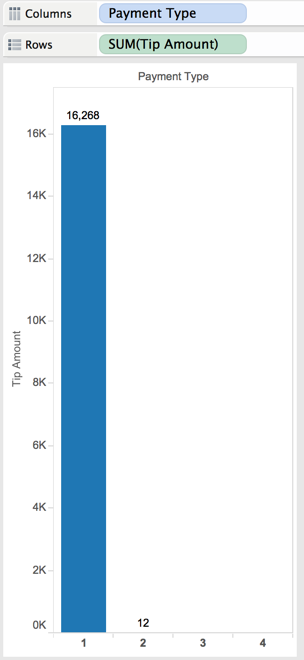 Columns Payment Type
Rows SUM(Tip Amount)
Payment Type
16,268
16K
14K
12K
10K
Tip Amount
8K
6K
4K
2K
12
0K
1 2 3 4